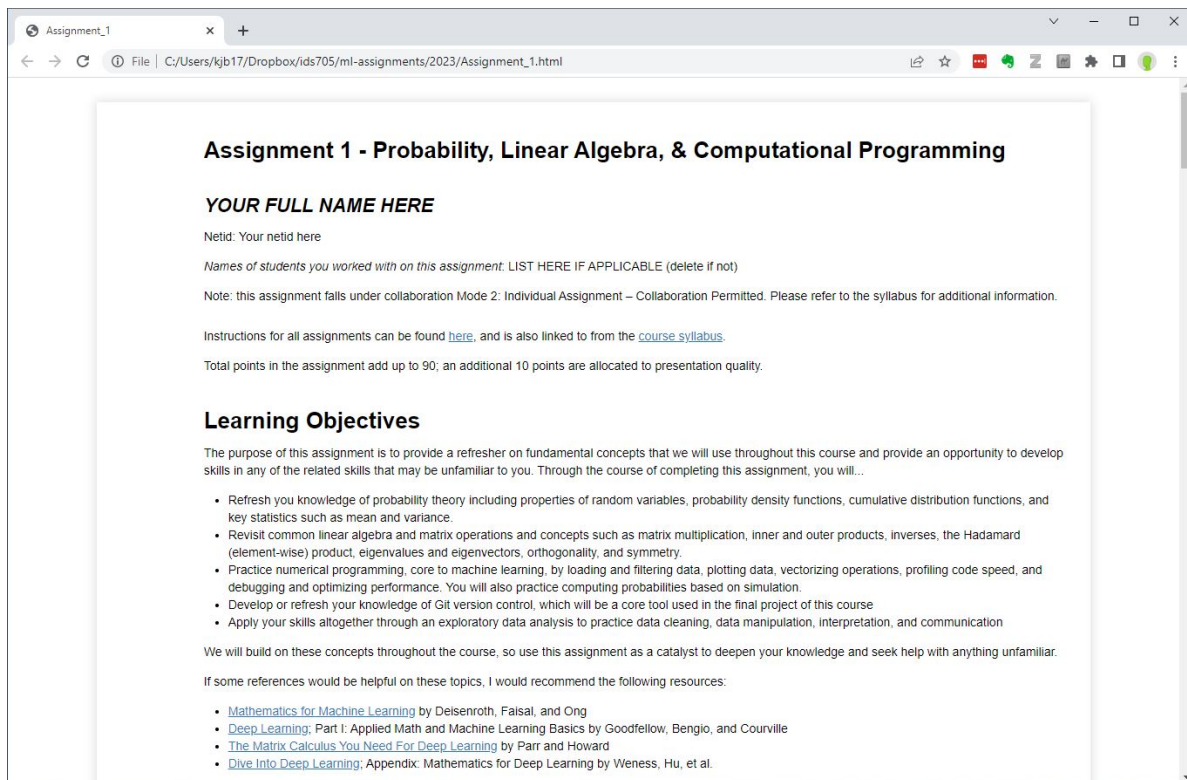 Assignment_1
File | C:/Users/kjb17/Dropbox/ids705/ml-assignments/2023/Assignment_1.html
Assignment 1 - Probability, Linear Algebra, & Computational Programming
YOUR FULL NAME HERE
Netid: Your netid here
Names of students you worked with on this assignment: LIST HERE IF APPLICABLE (delete if not)
Note: this assignment falls under collaboration Mode 2: Individual Assignment – Collaboration Permitted. Please refer to the syllabus for additional information.
Instructions for all assignments can be found here, and is also linked to from the course syllabus.
Total points in the assignment add up to 90; an additional 10 points are allocated to presentation quality.
Learning Objectives
The purpose of this assignment is to provide a refresher on fundamental concepts that we will use throughout this course and provide an opportunity to develop
skills in any of the related skills that may be unfamiliar to you. Through the course of completing this assignment, you will...
• Refresh you knowledge of probability theory including properties of random variables, probability density functions, cumulative distribution functions, and
key statistics such as mean and variance.
• Revisit common linear algebra and matrix operations and concepts such as matrix multiplication, inner and outer products, inverses, the Hadamard
(element-wise) product, eigenvalues and eigenvectors, orthogonality, and symmetry.
• Practice numerical programming, core to machine learning, by loading and filtering data, plotting data, vectorizing operations, profiling code speed, and
debugging and optimizing performance. You will also practice computing probabilities based on simulation.
• Develop or refresh your knowledge of Git version control, which will be a core tool used in the final project of this course
• Apply your skills altogether through an exploratory data analysis to practice data cleaning, data manipulation, interpretation, and communication
We will build on these concepts throughout the course, so use this assignment as a catalyst to deepen your knowledge and seek help with anything unfamiliar.
If some references would be helpful on these topics, I would recommend the following resources:
• Mathematics for Machine Learning by Deisenroth, Faisal, and Ong
• Deep Learning; Part I: Applied Math and Machine Learning Basics by Goodfellow, Bengio, and Courville
• The Matrix Calculus You Need For Deep Learning by Parr and Howard
• Dive Into Deep Learning; Appendix: Mathematics for Deep Learning by Weness, Hu, et al.